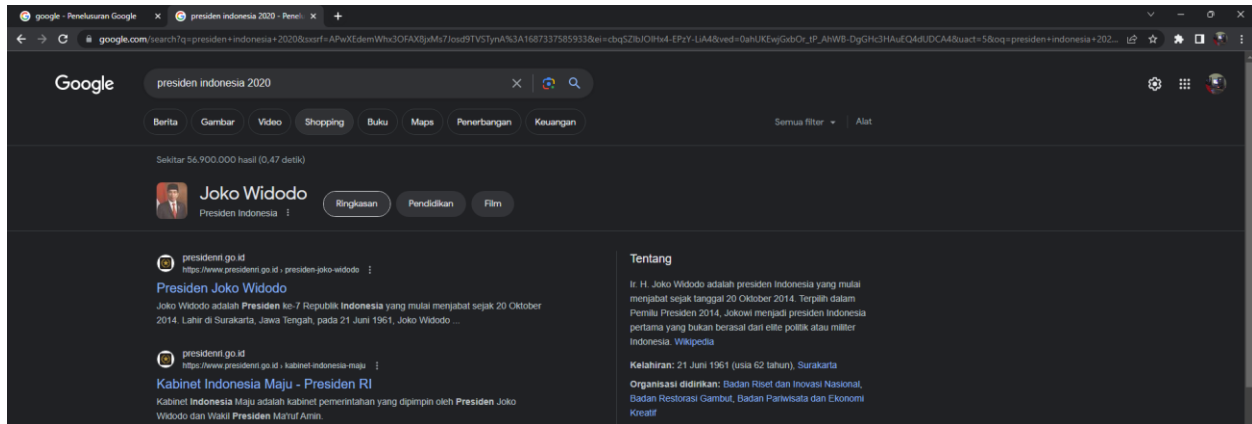 google - Penelusuran Google
presiden indonesia 2020 - Penel
google.com/search?q=presiden+indonesia+2020&sxsrf=APwXEdemWhx3OFAX8jxMs7Josd9TVSTynA%3A1687337585933&ei=cbqSZIbJOIHx4-EPzY-LiA4&ved=0ahUKEwjGxbOr_tP_AhWB-DgGHc3HAuEQ4dUDCA4&uact=5&oq=presiden+indonesia+202...
Google
presiden indonesia 2020
Berita Gambar Video Shopping Buku Maps Penerbangan Keuangan Semua filter Alat
Sekitar 56.900.000 hasil (0,47 detik)
Joko Widodo
Presiden Indonesia
Ringkasan Pendidikan Film
presidenri.go.id
https://www.presidenri.go.id › presiden-joko-widodo
Presiden Joko Widodo
Joko Widodo adalah Presiden ke-7 Republik Indonesia yang mulai menjabat sejak 20 Oktober
2014. Lahir di Surakarta, Jawa Tengah, pada 21 Juni 1961, Joko Widodo ...
presidenri.go.id
https://www.presidenri.go.id › kabinet-indonesia-maju
Kabinet Indonesia Maju - Presiden RI
Kabinet Indonesia Maju adalah kabinet pemerintahan yang dipimpin oleh Presiden Joko
Widodo dan Wakil Presiden Ma'ruf Amin.
Tentang
Ir. H. Joko Widodo adalah presiden Indonesia yang mulai
menjabat sejak tanggal 20 Oktober 2014. Terpilih dalam
Pemilu Presiden 2014, Jokowi menjadi presiden Indonesia
pertama yang bukan berasal dari elite politik atau militer
Indonesia. Wikipedia
Kelahiran: 21 Juni 1961 (usia 62 tahun), Surakarta
Organisasi didirikan: Badan Riset dan Inovasi Nasional,
Badan Restorasi Gambut, Badan Pariwisata dan Ekonomi
Kreatif